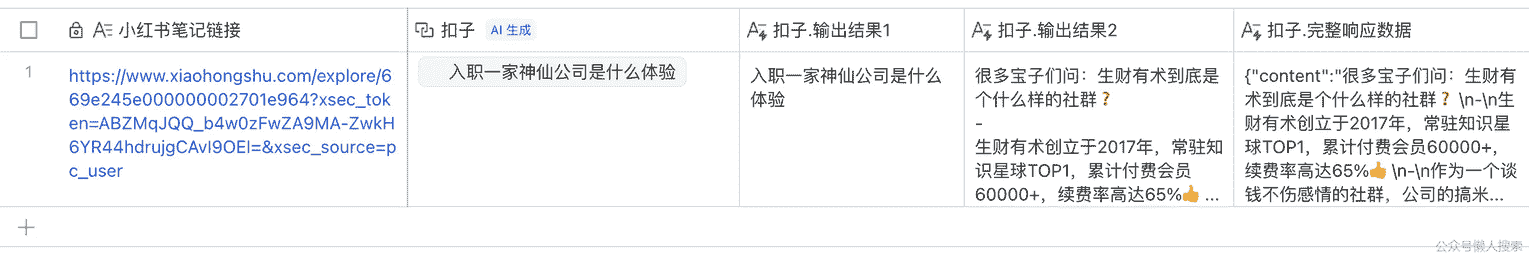 小红书笔记链接
扣子 AI 生成
扣子.输出结果1
扣子.输出结果2
扣子.完整响应数据
1
https://www.xiaohongshu.com/explore/6
69e245e000000002701e964?xsec_tok
en=ABZMqJQQ_b4w0zFwZA9MA-ZwkH
6YR44hdrujgCAvI9OEI=&xsec_source=p
c_user
入职一家神仙公司是什么体验
入职一家神仙公司是什么
体验
很多宝子们问：生财有术到底是
个什么样的社群❓
-
生财有术创立于2017年，常驻知
识星球TOP1，累计付费会员
60000+，续费率高达65%👍 ...
{"content":"很多宝子们问：生财有
术到底是个什么样的社群❓ \n-\n生
财有术创立于2017年，常驻知识星
球TOP1，累计付费会员60000+，
续费率高达65%👍 \n-\n作为一个谈
钱不伤感情的社群，公司的搞米...
公众号懒人搜索